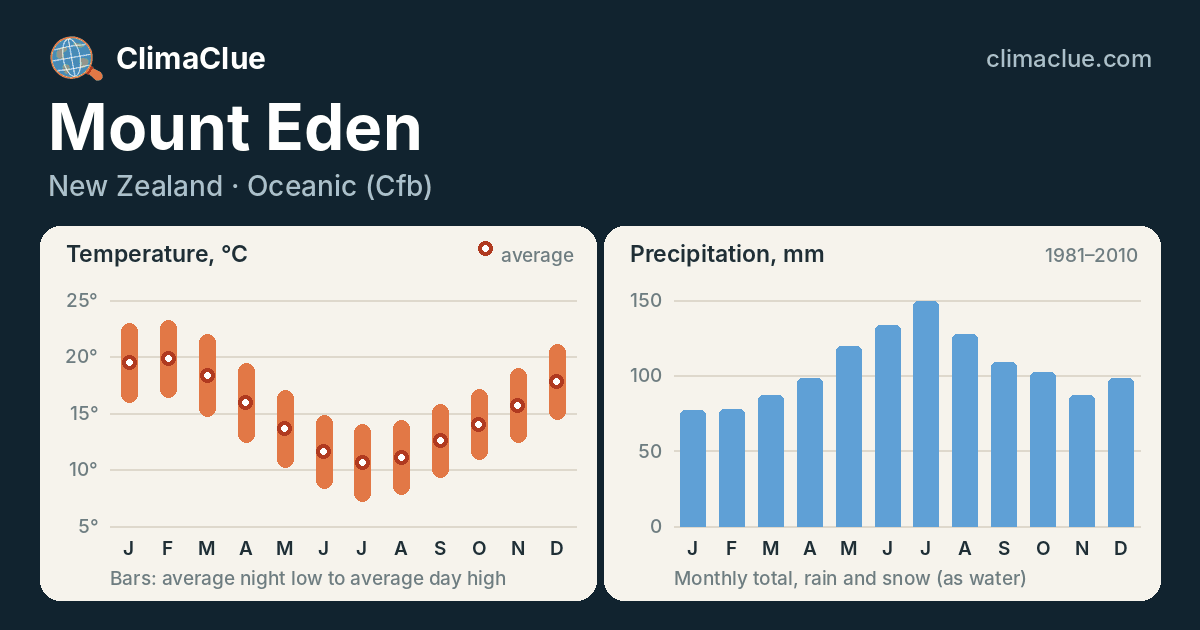 ClimaClue
climaclue.com
Mount Eden
New Zealand · Oceanic (Cfb)
Temperature, °C
average
25°
20°
15°
10°
5°
J F M A M J J A S O N D
Bars: average night low to average day high
Precipitation, mm
1981–2010
150
100
50
0
J F M A M J J A S O N D
Monthly total, rain and snow (as water)